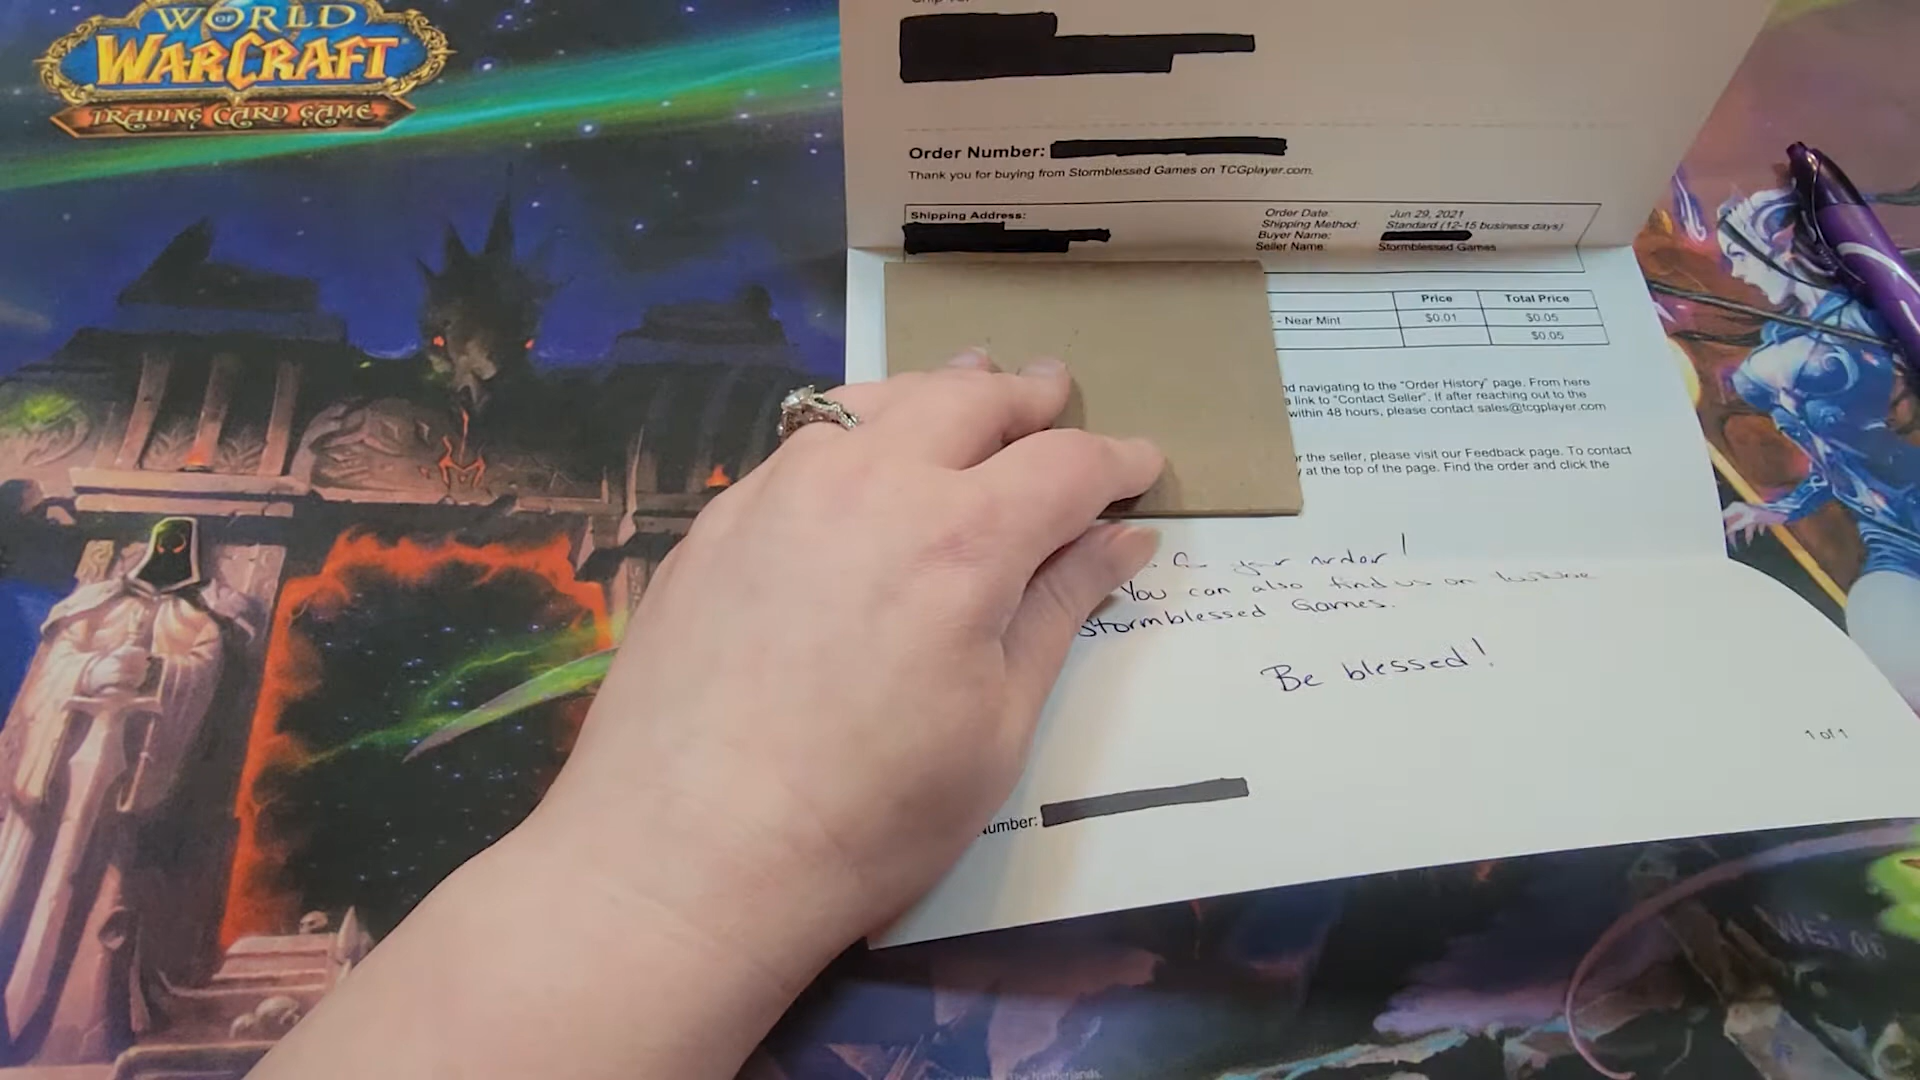 WORLD
OF
WARCRAFT
TRADING CARD GAME
Order Number:
Thank you for buying from Stormblessed Games on TCGplayer.com.
Shipping Address:
Order Date: Jun 29, 2021
Shipping Method: Standard (12-15 business days)
Buyer Name:
Seller Name: Stormblessed Games
Price Total Price
- Near Mint $0.01 $0.05
$0.05
navigating to the "Order History" page. From here
link to "Contact Seller". If after reaching out to the
within 48 hours, please contact sales@tcgplayer.com
the seller, please visit our Feedback page. To contact
at the top of the page. Find the order and click the
your order!
You can also find us on
Stormblessed Games.
Be blessed!
1 of 1
Number:
WEi 06
The Netherlands.